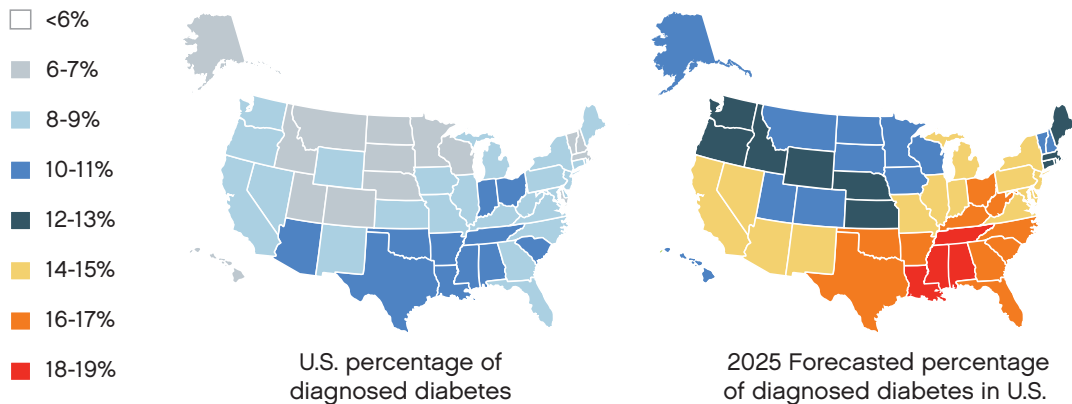 <6%
6-7%
8-9%
10-11%
12-13%
14-15%
16-17%
18-19%
U.S. percentage of
diagnosed diabetes
2025 Forecasted percentage
of diagnosed diabetes in U.S.